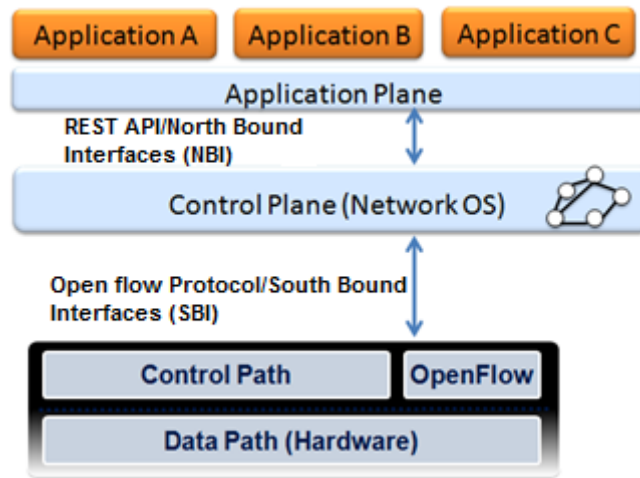 Application A
Application B
Application C
Application Plane
REST API/North Bound
Interfaces (NBI)
Control Plane (Network OS)
Open flow Protocol/South Bound
Interfaces (SBI)
Control Path
OpenFlow
Data Path (Hardware)